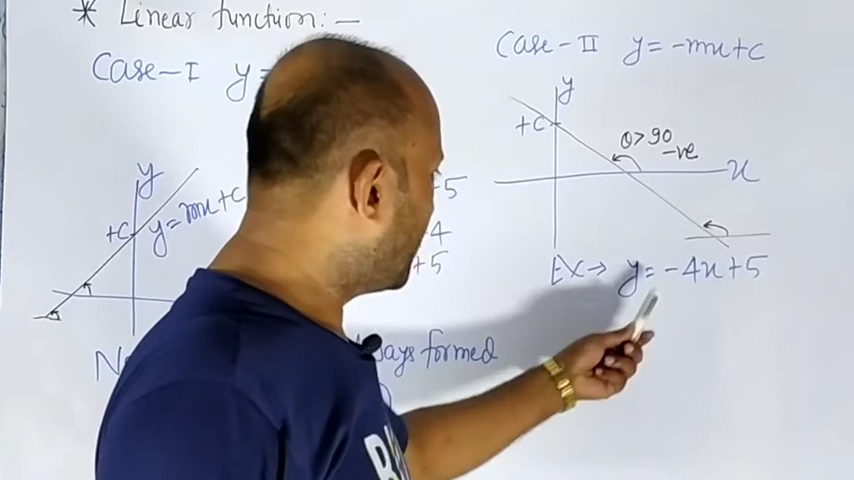 * Linear function:-
Case-I y=
y
y=mx+c
+c
+5
-4
+5
ays formed
Case-II y=-mx+c
y
+c
θ>90
-ve
x
Ex→ y=-4x+5